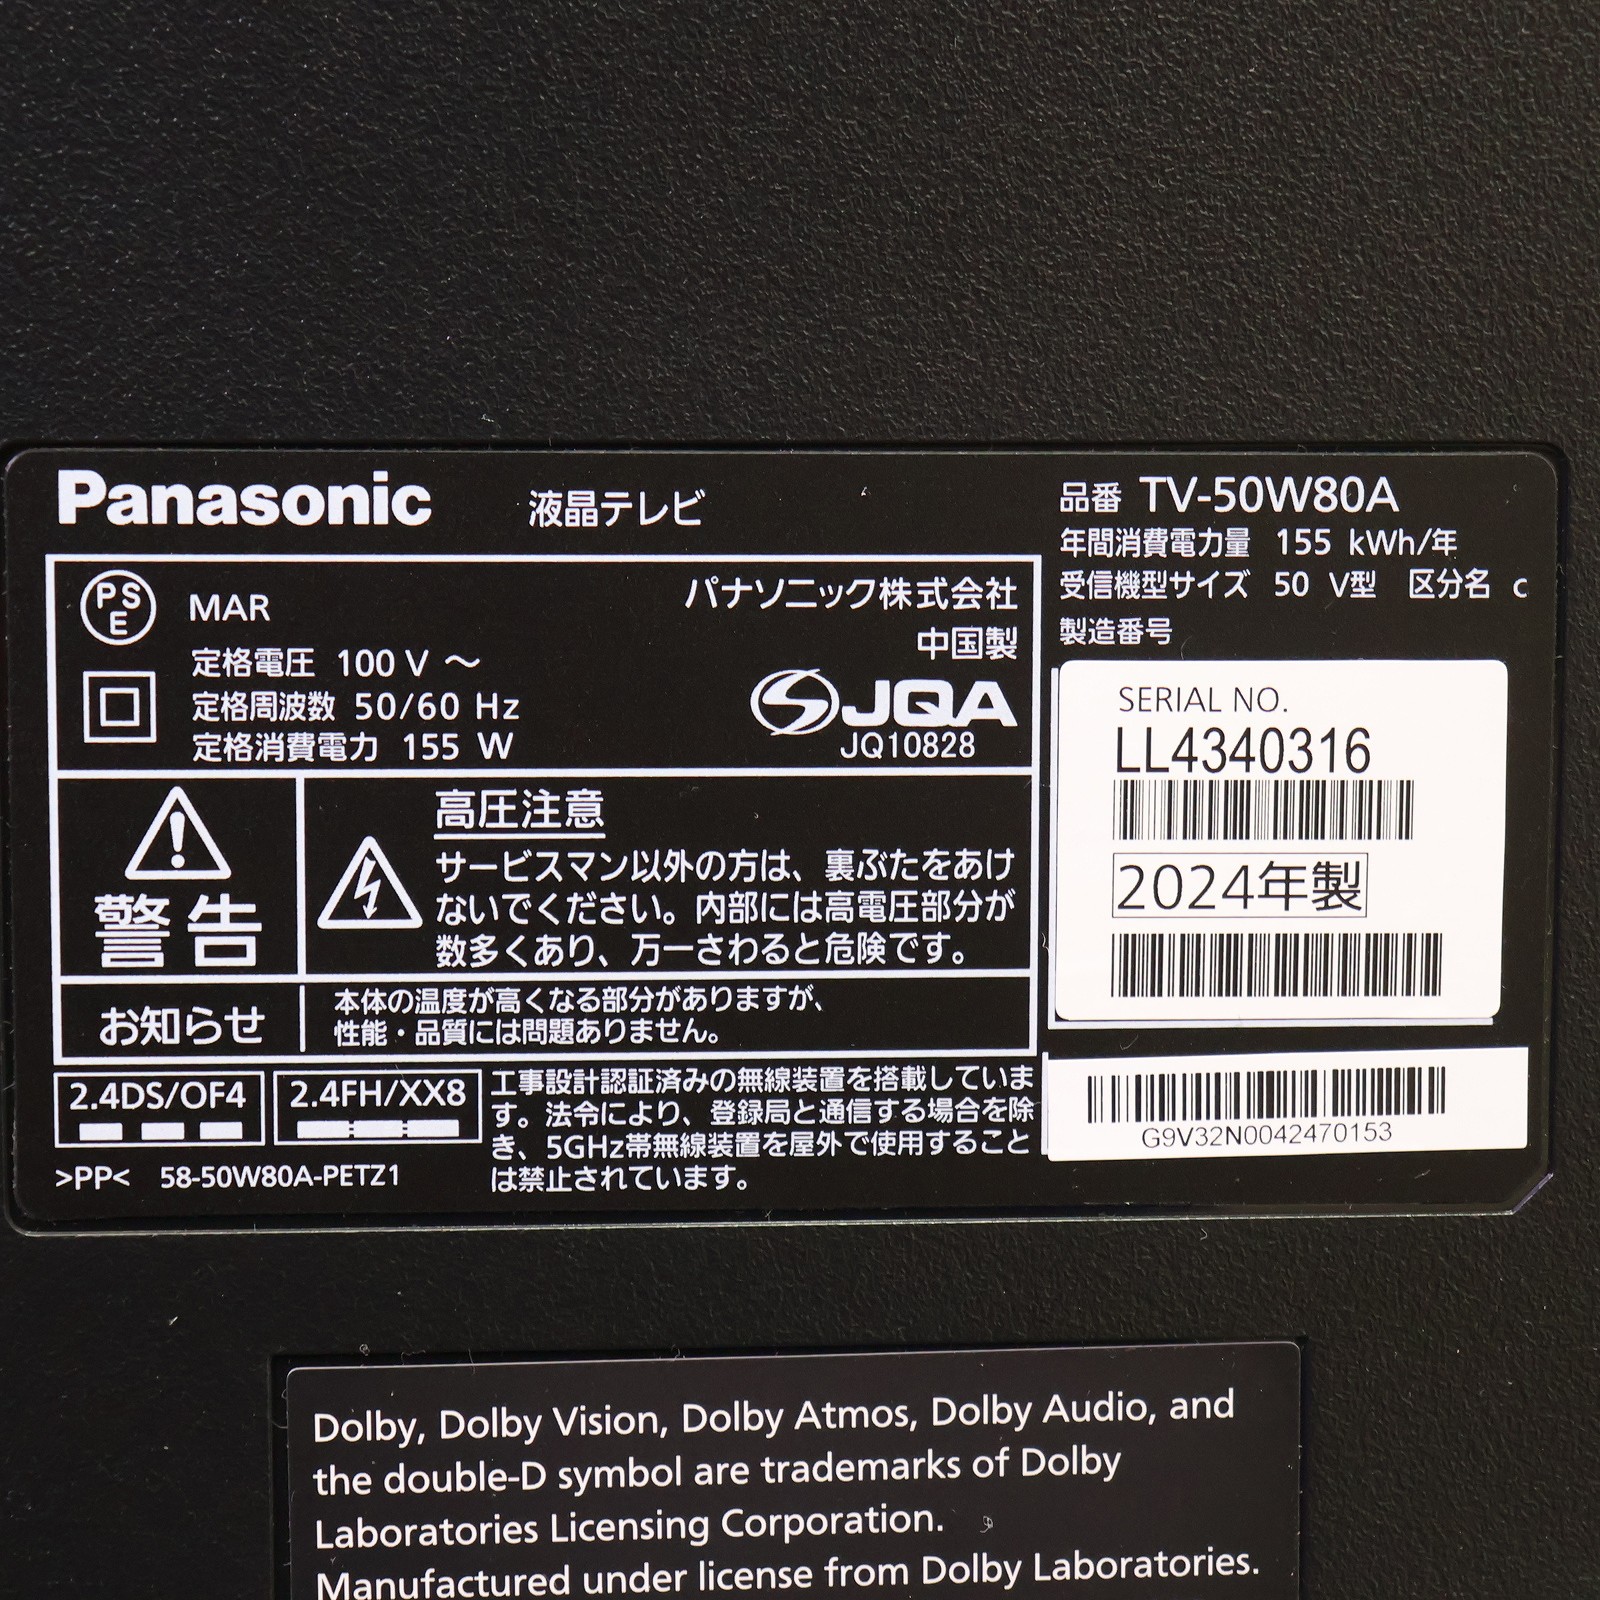 Panasonic 液晶テレビ
品番 TV-50W80A
年間消費電力量 155 kWh/年
受信機型サイズ 50 V型 区分名 c
製造番号
PSE MAR
パナソニック株式会社
中国製
定格電圧 100 V ～
定格周波数 50/60 Hz
定格消費電力 155 W
JQA
JQ10828
SERIAL NO.
LL4340316
2024年製
G9V32N0042470153
警告
高圧注意
サービスマン以外の方は、裏ぶたをあけ
ないでください。内部には高電圧部分が
数多くあり、万一さわると危険です。
お知らせ
本体の温度が高くなる部分がありますが、
性能・品質には問題ありません。
2.4DS/OF4
2.4FH/XX8
工事設計認証済みの無線装置を搭載していま
す。法令により、登録局と通信する場合を除
き、5GHz帯無線装置を屋外で使用すること
は禁止されています。
>PP< 58-50W80A-PETZ1
Dolby, Dolby Vision, Dolby Atmos, Dolby Audio, and
the double-D symbol are trademarks of Dolby
Laboratories Licensing Corporation.
Manufactured under license from Dolby Laboratories.